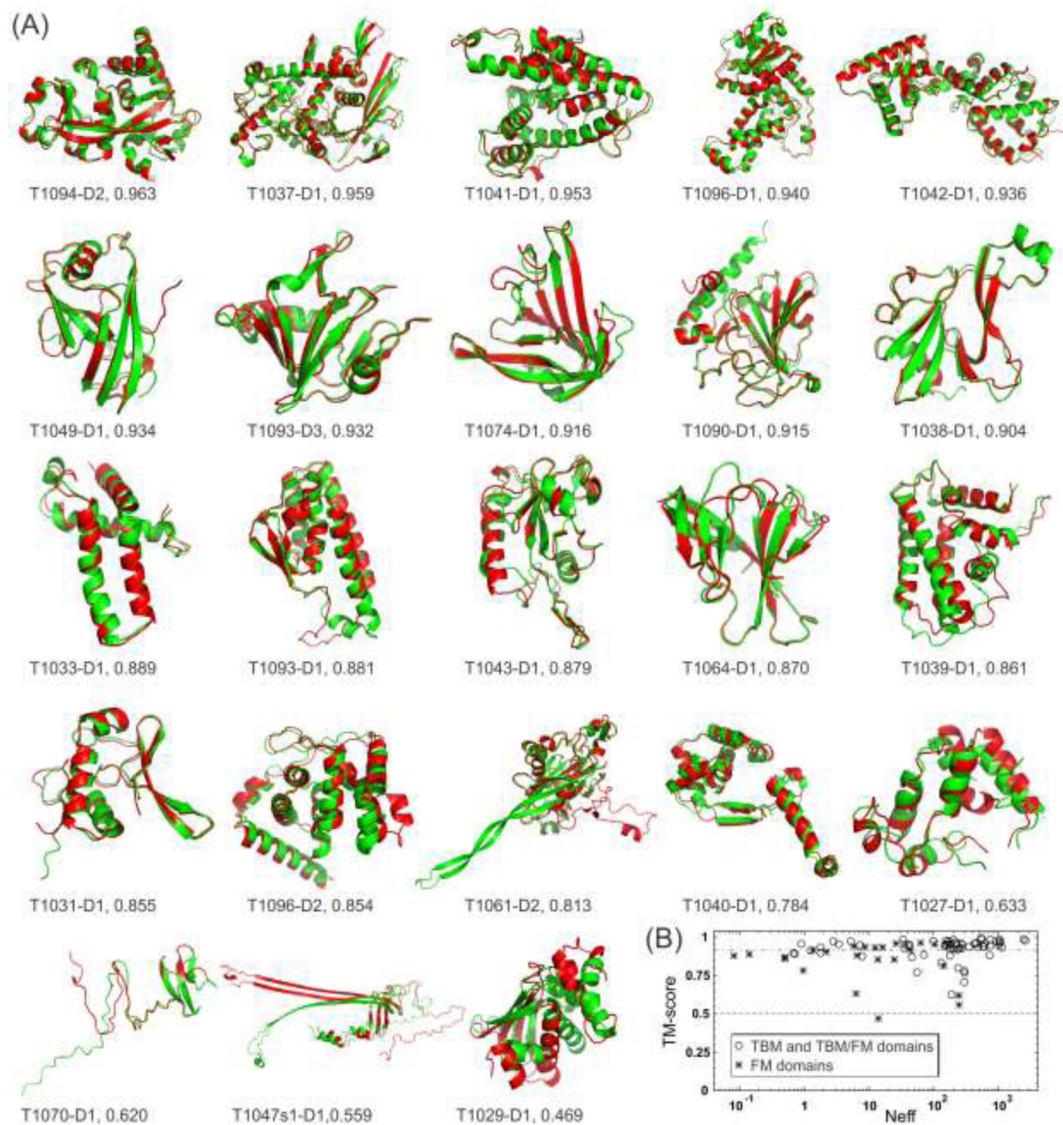 (A)
T1094-D2, 0.963 T1037-D1, 0.959 T1041-D1, 0.953 T1096-D1, 0.940 T1042-D1, 0.936
T1049-D1, 0.934 T1093-D3, 0.932 T1074-D1, 0.916 T1090-D1, 0.915 T1038-D1, 0.904
T1033-D1, 0.889 T1093-D1, 0.881 T1043-D1, 0.879 T1064-D1, 0.870 T1039-D1, 0.861
T1031-D1, 0.855 T1096-D2, 0.854 T1061-D2, 0.813 T1040-D1, 0.784 T1027-D1, 0.633
T1070-D1, 0.620 T1047s1-D1,0.559 T1029-D1, 0.469
(B)
TM-score
1
0.75
0.5
0.25
0
TBM and TBM/FM domains
FM domains
10⁻¹ 1 10 10² 10³
Neff